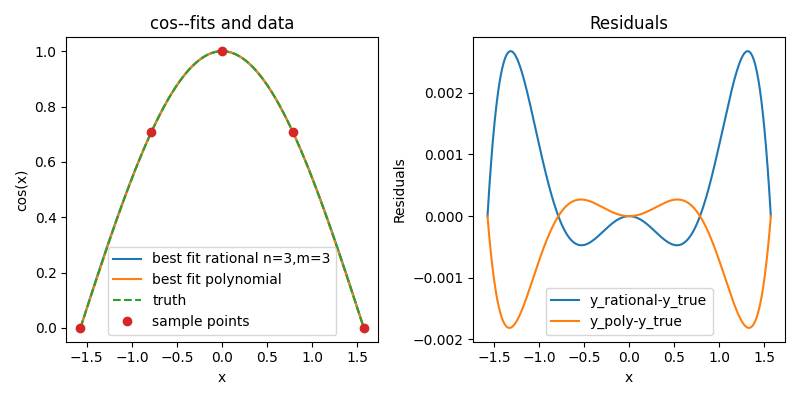 cos--fits and data
cos(x)
1.0
0.8
0.6
0.4
0.2
0.0
best fit rational n=3,m=3
best fit polynomial
truth
sample points
−1.5 −1.0 −0.5 0.0 0.5 1.0 1.5
x
Residuals
Residuals
0.002
0.001
0.000
−0.001
−0.002
y_rational-y_true
y_poly-y_true
−1.5 −1.0 −0.5 0.0 0.5 1.0 1.5
x